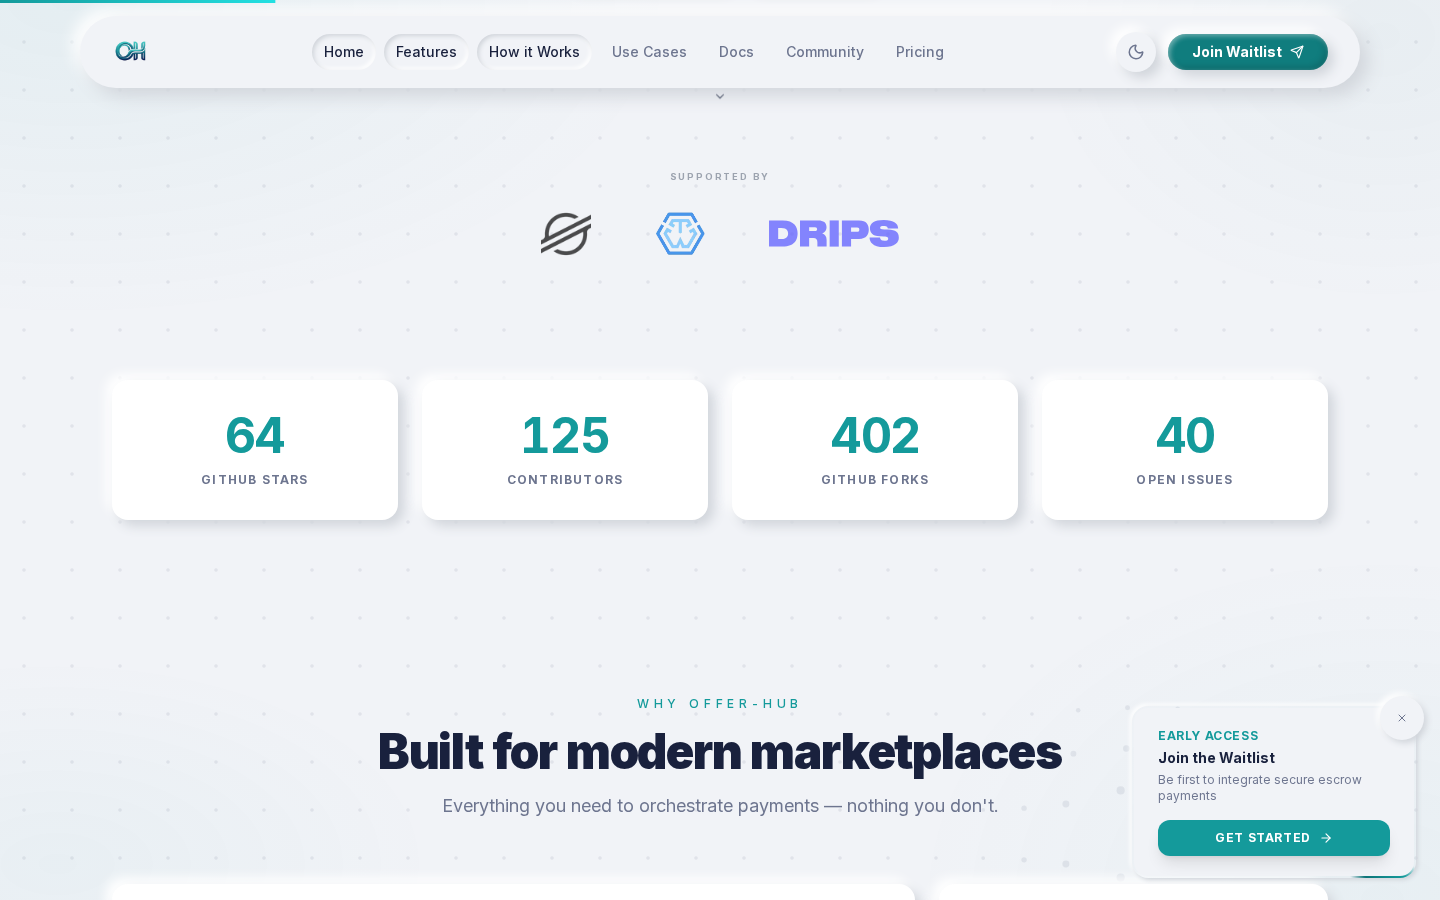 OH
Home
Features
How it Works
Use Cases
Docs
Community
Pricing
Join Waitlist
SUPPORTED BY
DRIPS
64
GITHUB STARS
125
CONTRIBUTORS
402
GITHUB FORKS
40
OPEN ISSUES
WHY OFFER-HUB
Built for modern marketplaces
Everything you need to orchestrate payments — nothing you don't.
EARLY ACCESS
Join the Waitlist
Be first to integrate secure escrow
payments
GET STARTED